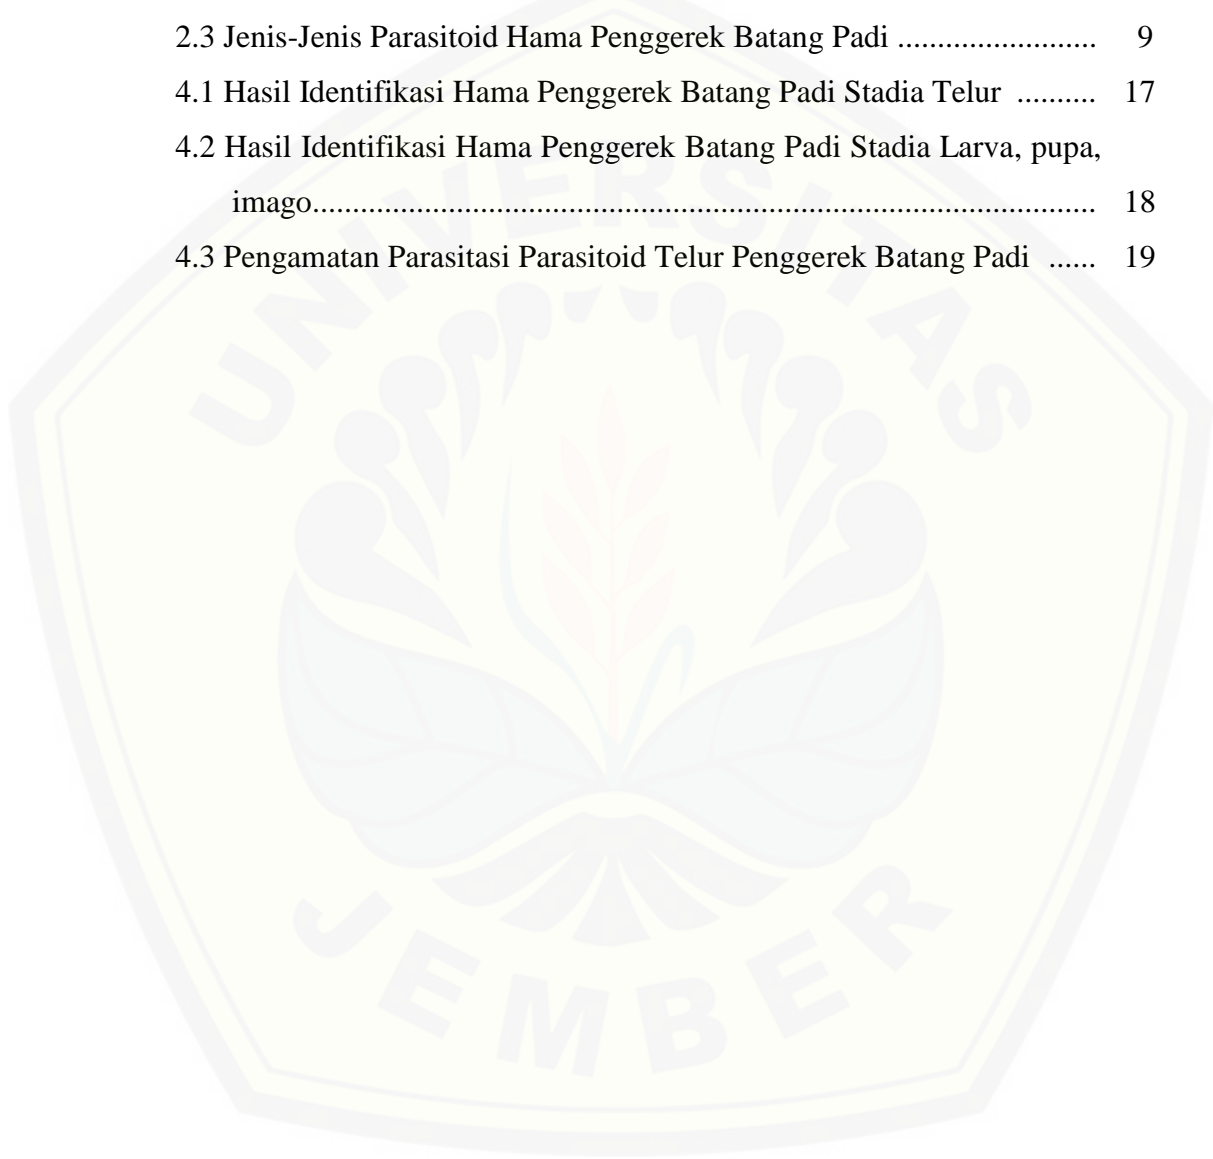 2.3 Jenis-Jenis Parasitoid Hama Penggerek Batang Padi ......................... 9
4.1 Hasil Identifikasi Hama Penggerek Batang Padi Stadia Telur .......... 17
4.2 Hasil Identifikasi Hama Penggerek Batang Padi Stadia Larva, pupa,
imago.................................................................................................. 18
4.3 Pengamatan Parasitasi Parasitoid Telur Penggerek Batang Padi ...... 19
UNIVERSITAS
JEMBER